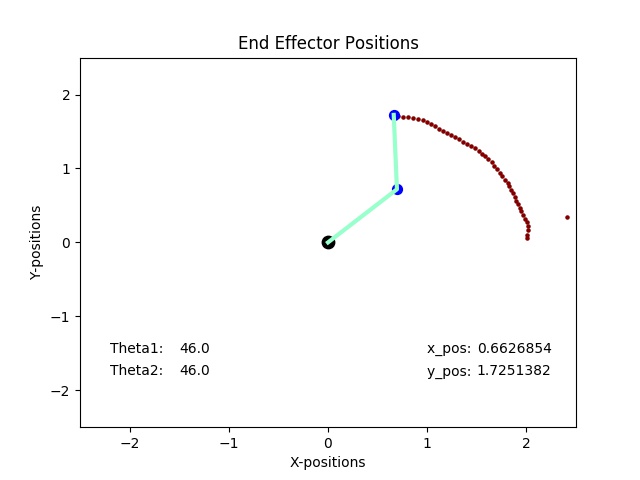 End Effector Positions
Y-positions
2
1
0
−1
−2
Theta1: 46.0 x_pos: 0.6626854
Theta2: 46.0 y_pos: 1.7251382
−2 −1 0 1 2
X-positions